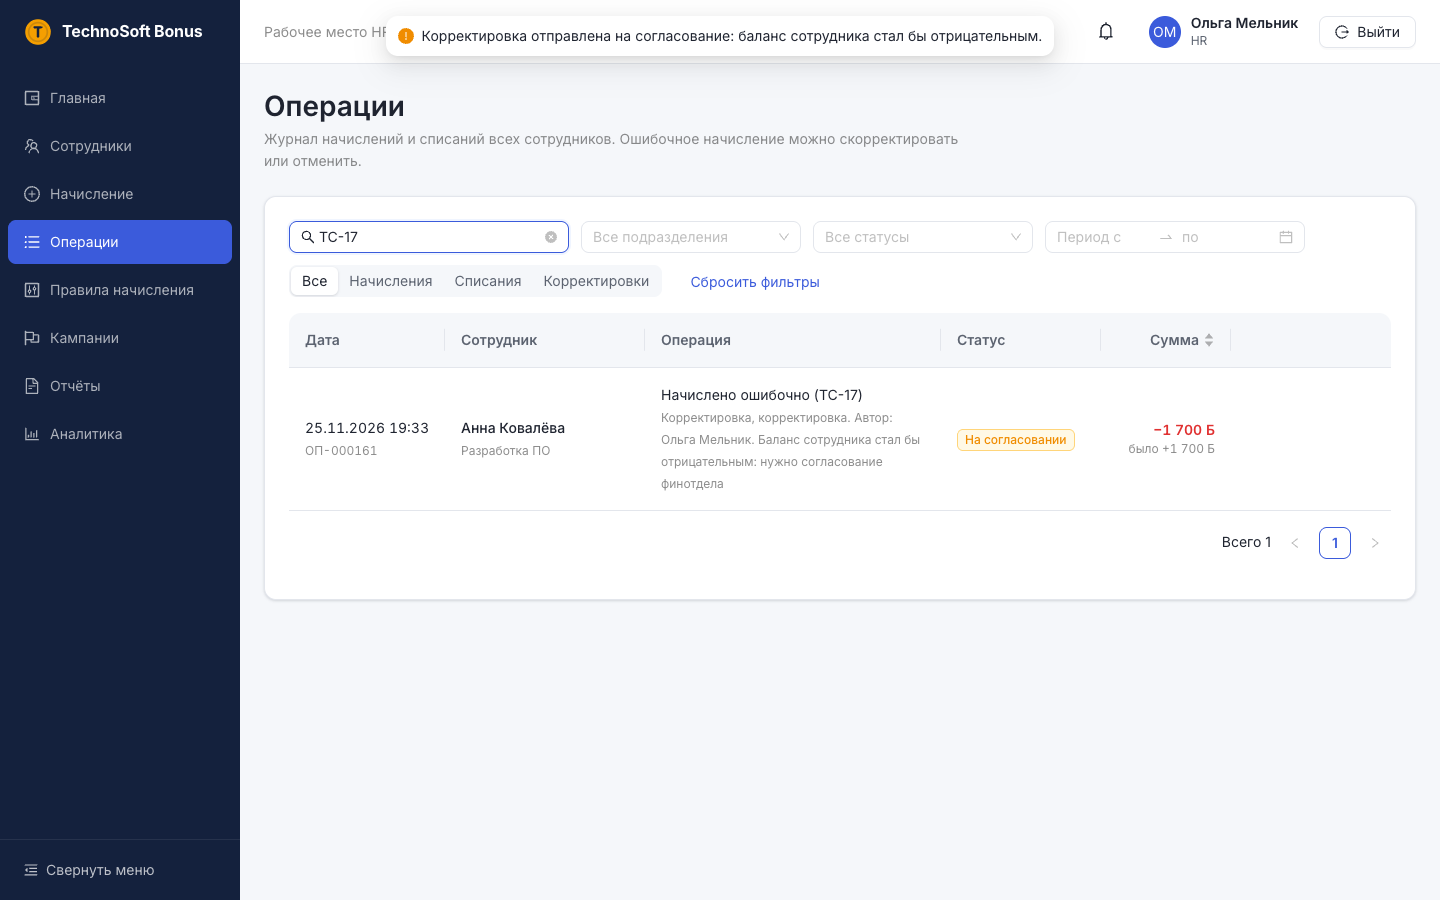 TechnoSoft Bonus
Главная
Сотрудники
Начисление
Операции
Правила начисления
Кампании
Отчёты
Аналитика
Свернуть меню
Рабочее место HR
Корректировка отправлена на согласование: баланс сотрудника стал бы отрицательным.
ОМ
Ольга Мельник
HR
Выйти
Операции
Журнал начислений и списаний всех сотрудников. Ошибочное начисление можно скорректировать
или отменить.
ТС-17
Все подразделения
Все статусы
Период с
по
Все
Начисления
Списания
Корректировки
Сбросить фильтры
Дата
Сотрудник
Операция
Статус
Сумма
25.11.2026 19:33
ОП-000161
Анна Ковалёва
Разработка ПО
Начислено ошибочно (ТС-17)
Корректировка, корректировка. Автор:
Ольга Мельник. Баланс сотрудника стал бы
отрицательным: нужно согласование
финотдела
На согласовании
−1 700 Б
было +1 700 Б
Всего 1
1